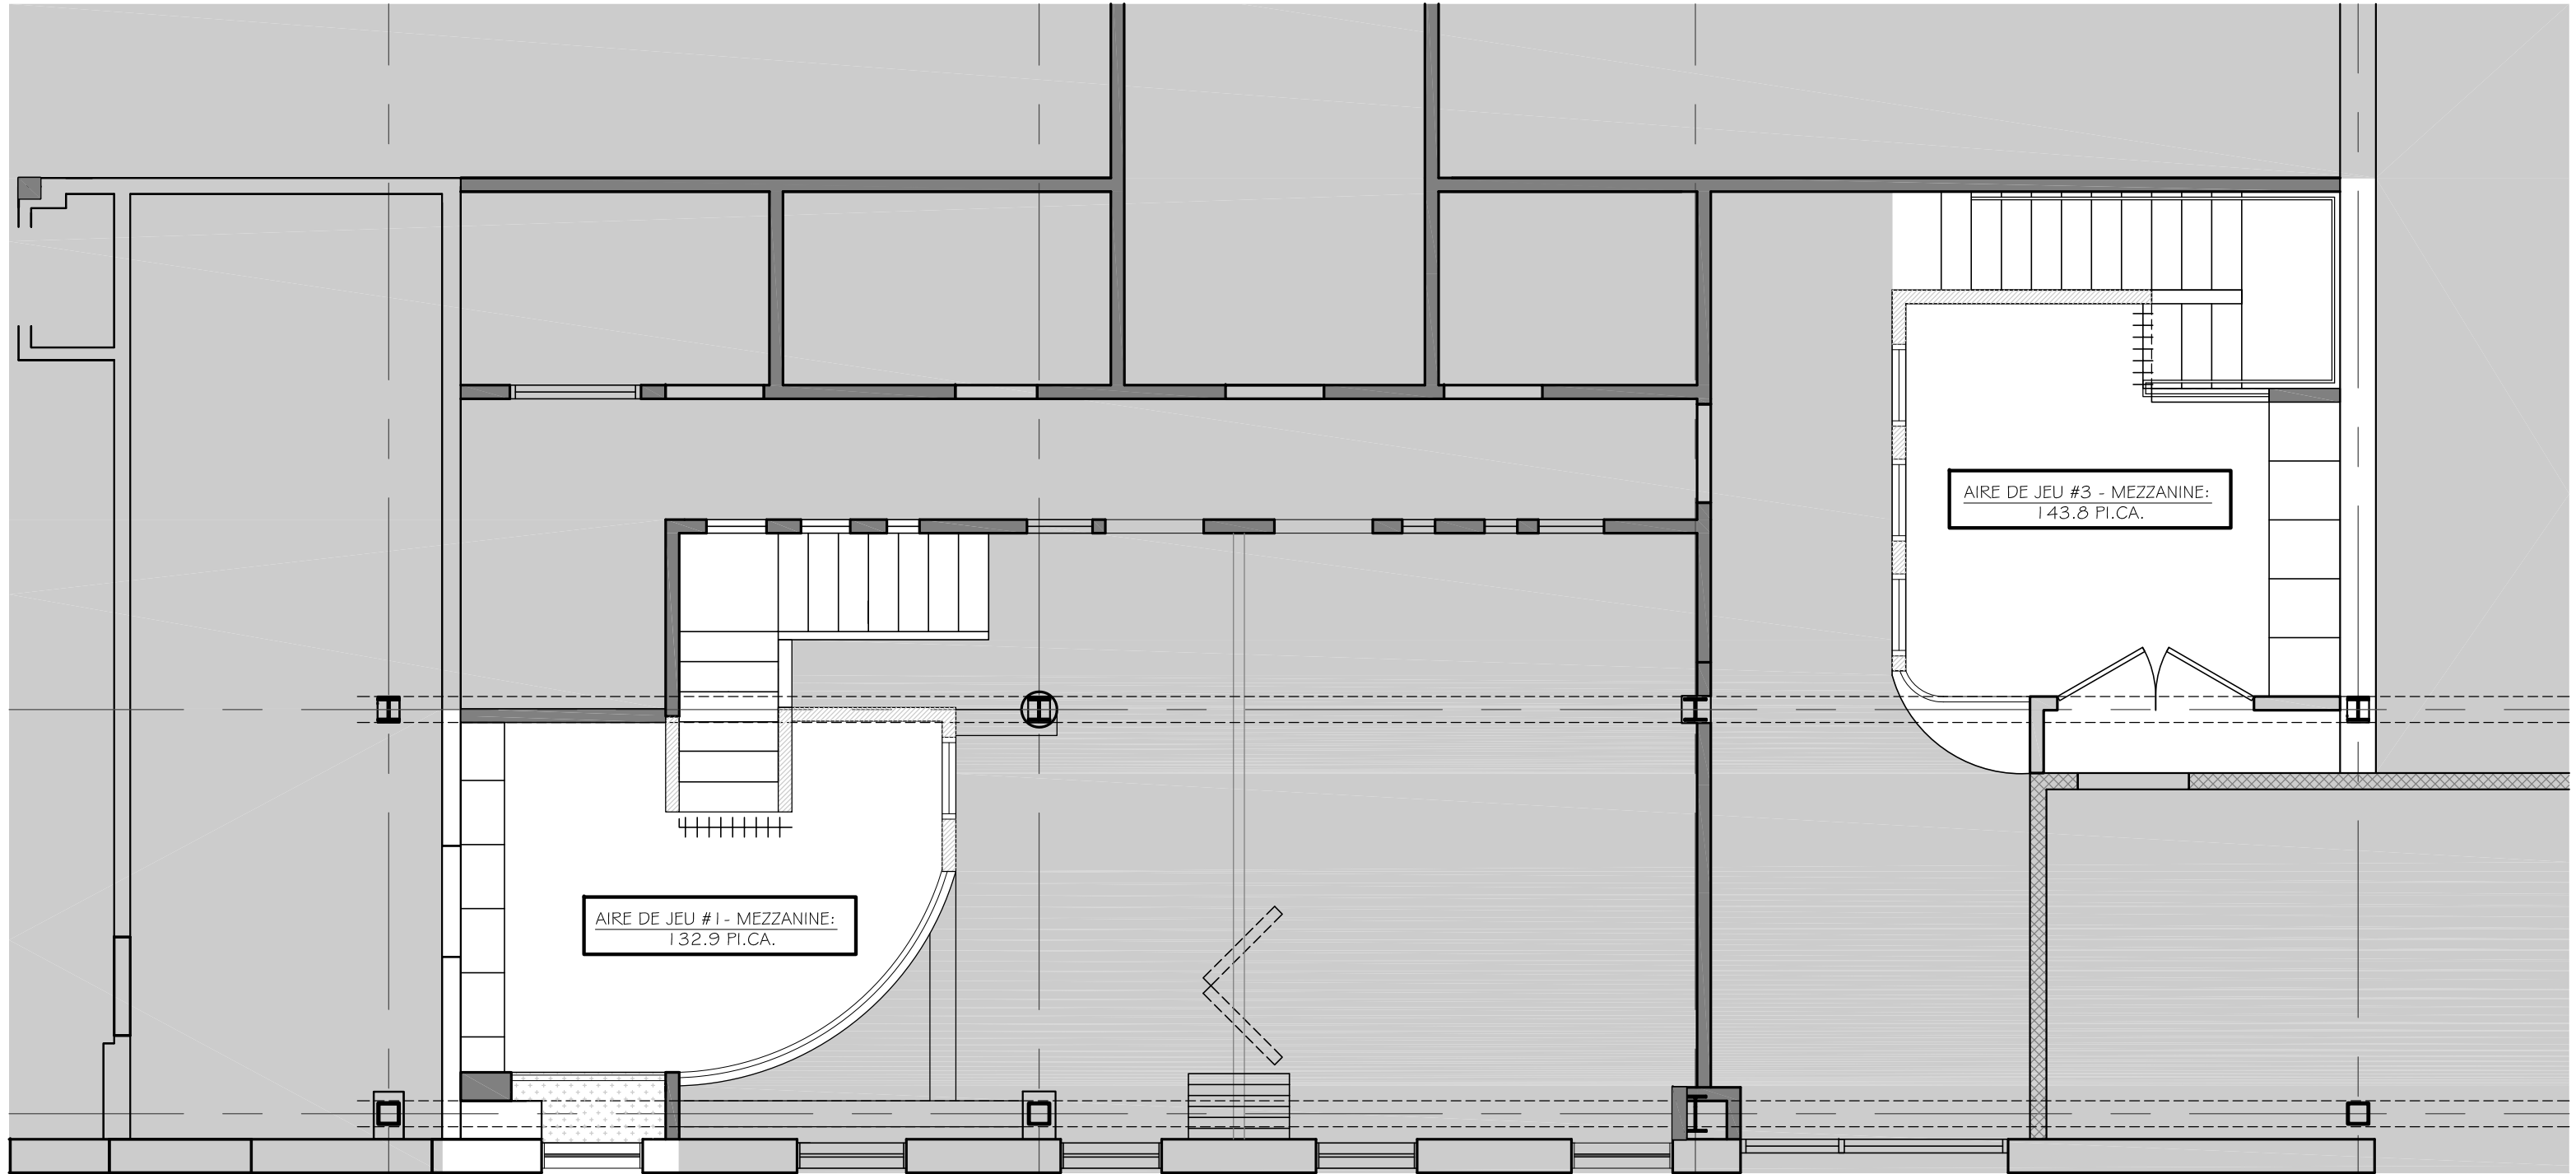 AIRE DE JEU #3 - MEZZANINE:
143.8 PI.CA.
AIRE DE JEU #1- MEZZANINE:
132.9 PI.CA.